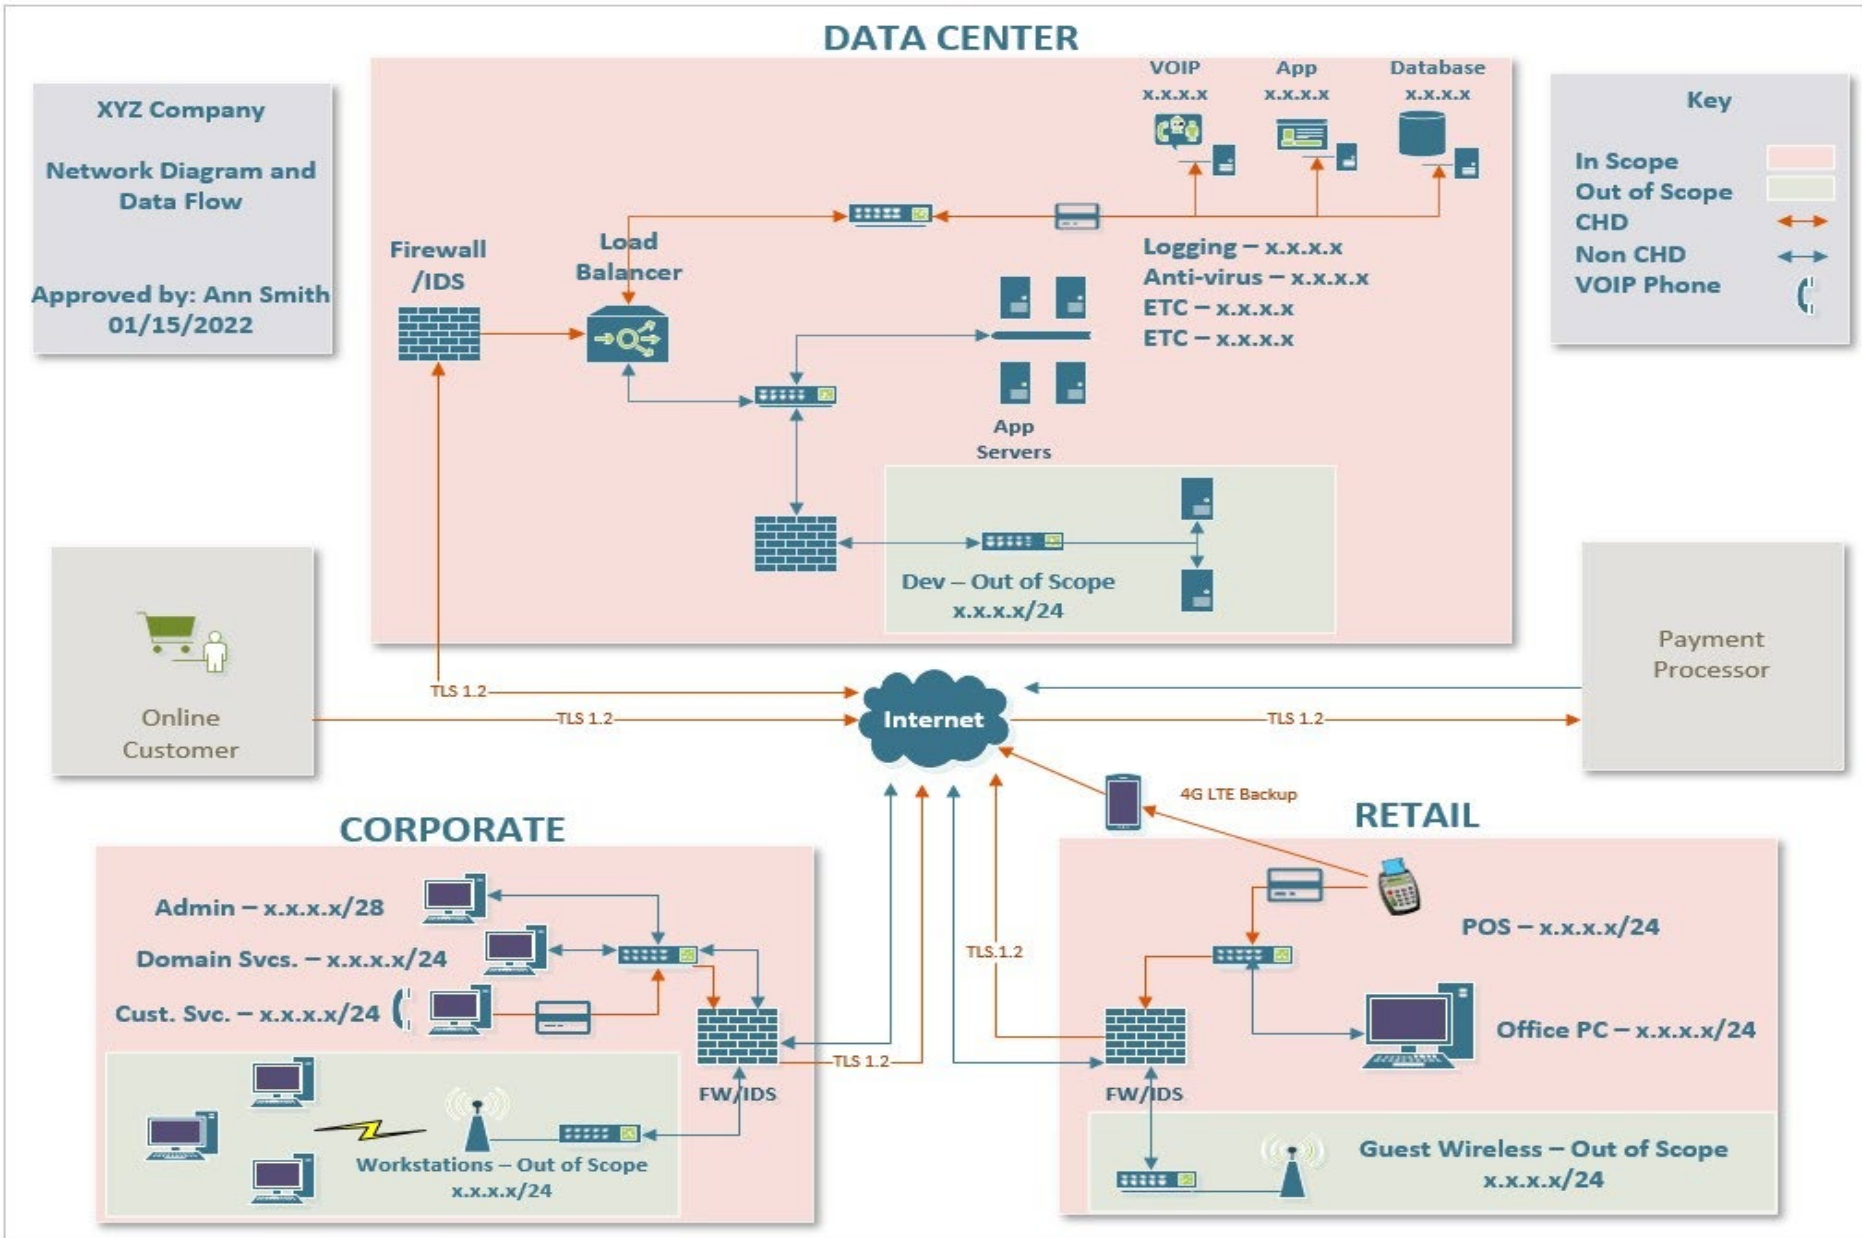 DATA CENTER
XYZ Company
Network Diagram and
Data Flow
Approved by: Ann Smith
01/15/2022
VOIP
x.x.x.x
App
x.x.x.x
Database
x.x.x.x
Key
In Scope
Out of Scope
CHD
Non CHD
VOIP Phone
Firewall
/IDS
Load
Balancer
Logging – x.x.x.x
Anti-virus – x.x.x.x
ETC – x.x.x.x
ETC – x.x.x.x
App
Servers
Dev – Out of Scope
x.x.x.x/24
Online
Customer
TLS 1.2
TLS 1.2
Internet
TLS 1.2
Payment
Processor
4G LTE Backup
CORPORATE
Admin – x.x.x.x/28
Domain Svcs. – x.x.x.x/24
Cust. Svc. – x.x.x.x/24
FW/IDS
TLS 1.2
Workstations – Out of Scope
x.x.x.x/24
RETAIL
TLS.1.2
POS – x.x.x.x/24
Office PC – x.x.x.x/24
FW/IDS
Guest Wireless – Out of Scope
x.x.x.x/24